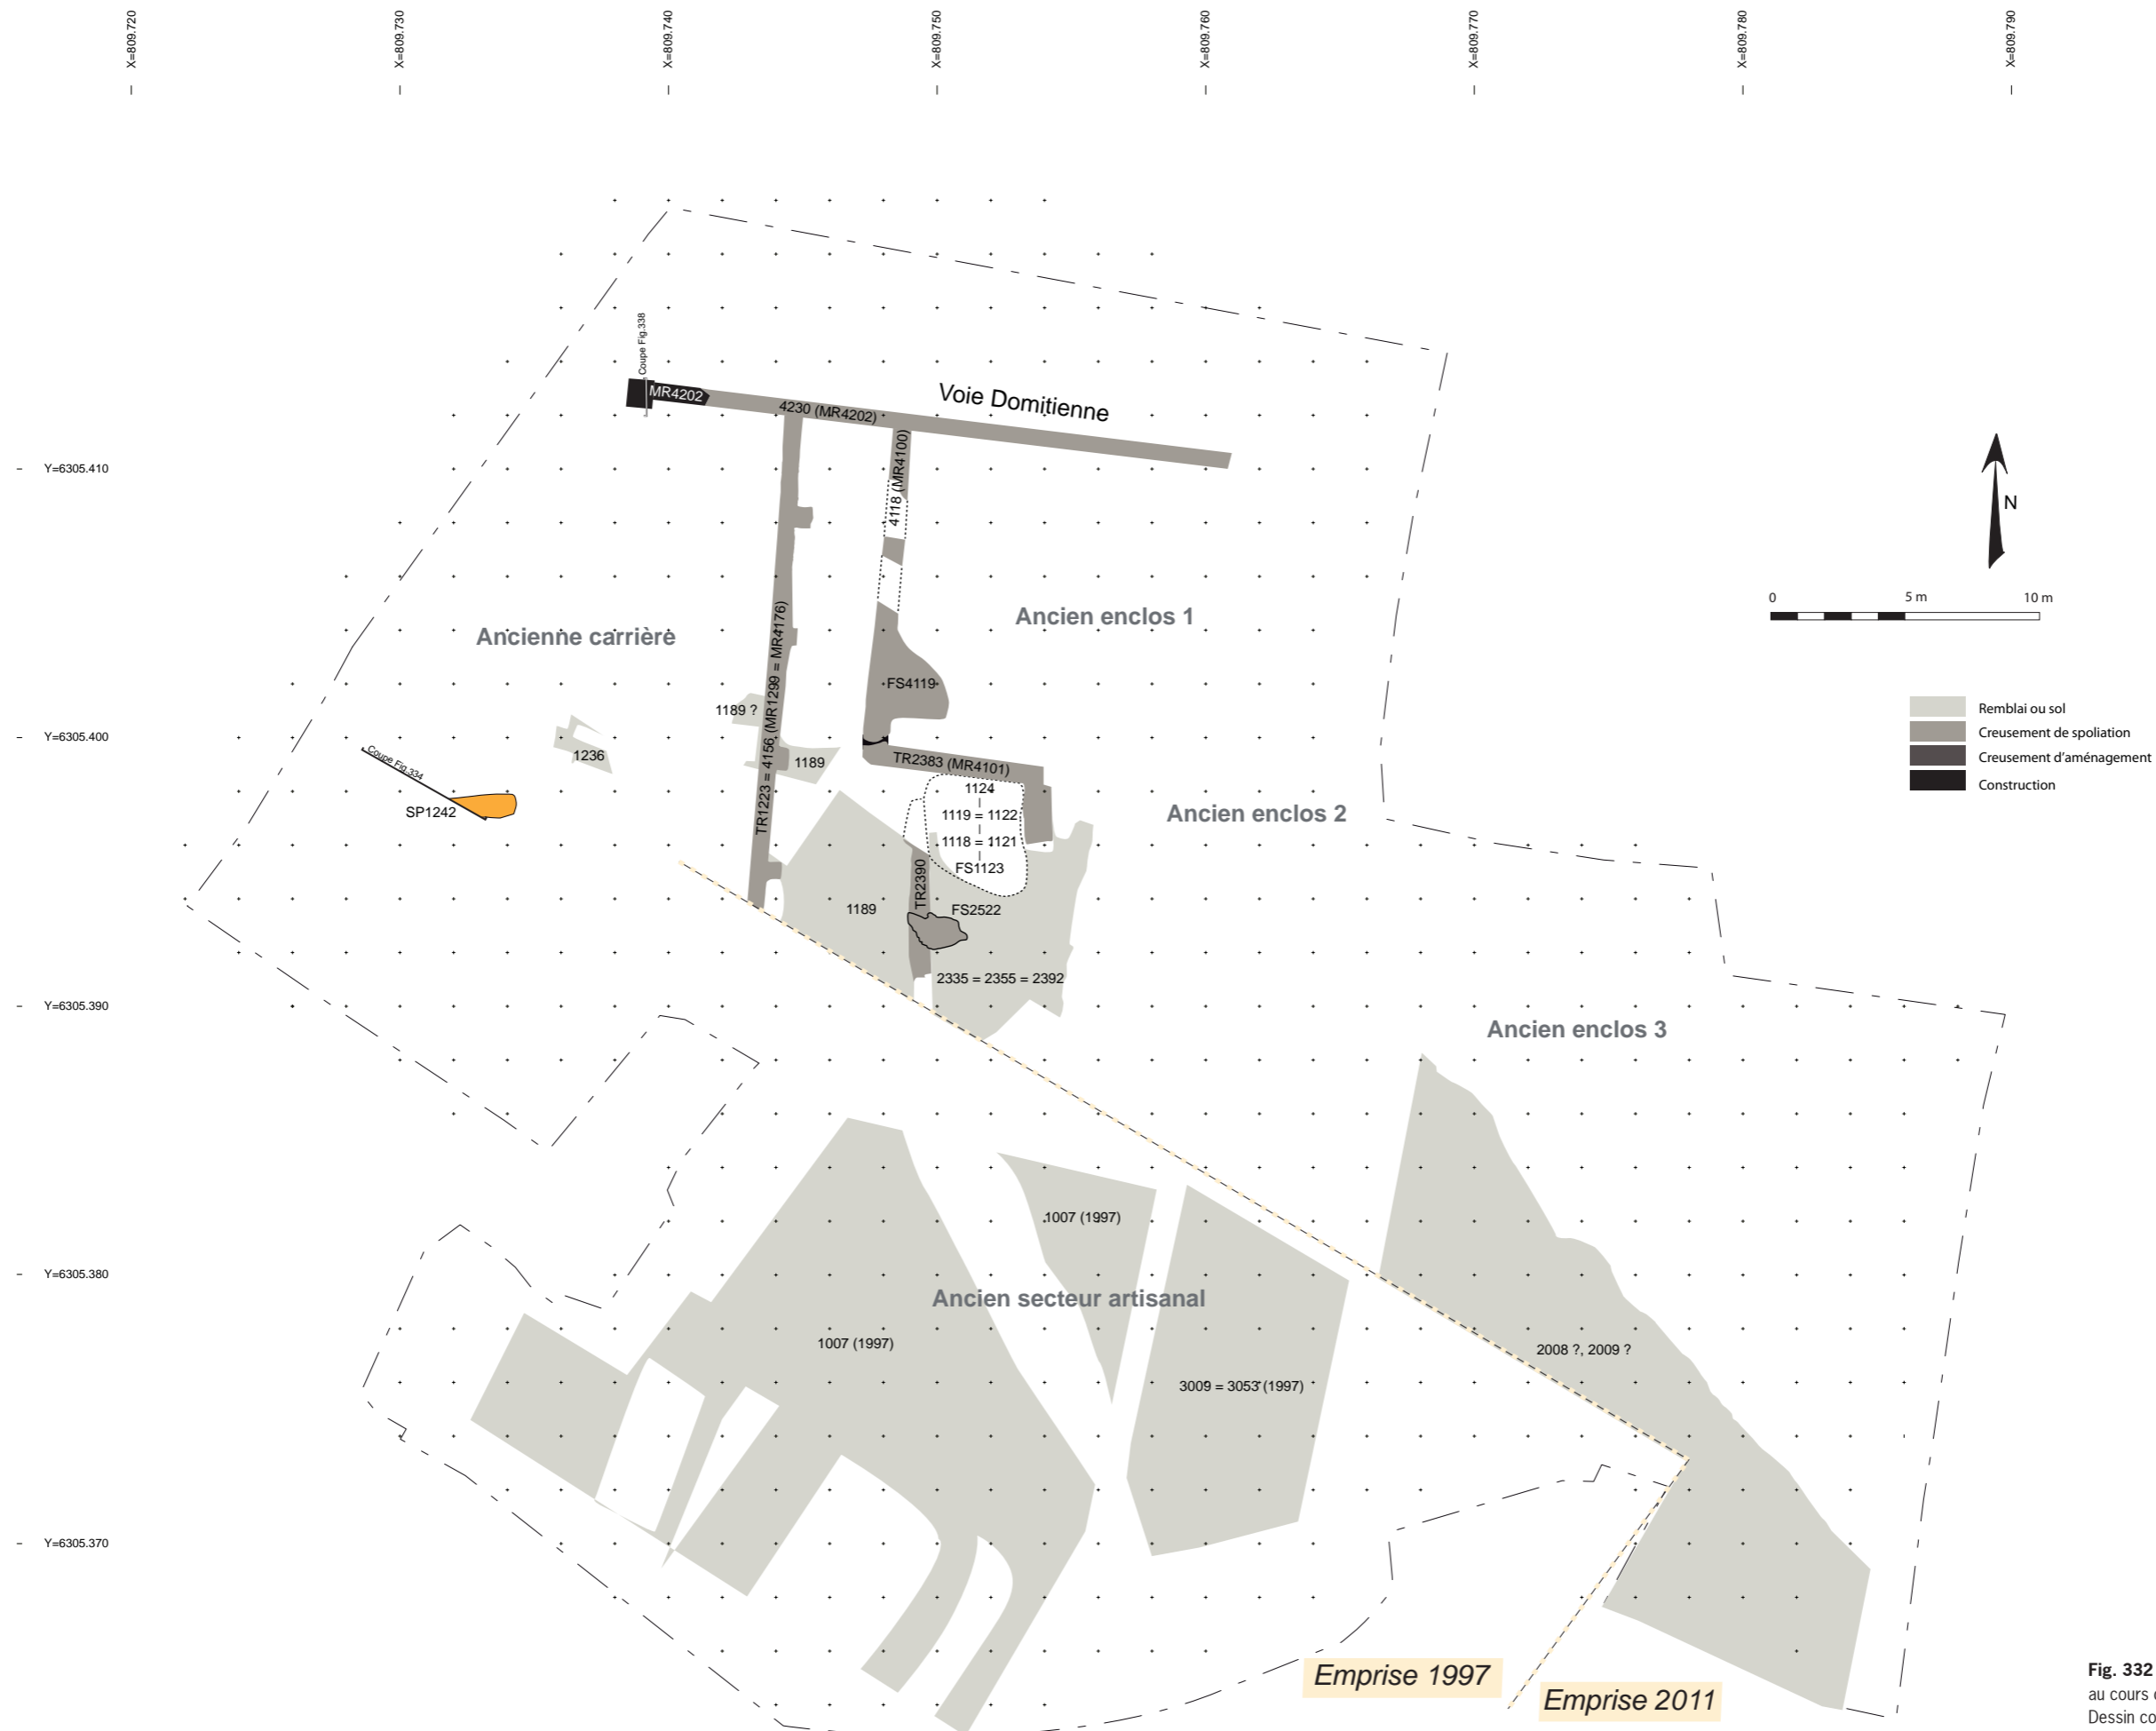 X=809.720
X=809.730
X=809.740
X=809.750
X=809.760
X=809.770
X=809.780
X=809.790
Coupe Fig.338
MR4202
4230 (MR4202)
Voie Domitienne
4118 (MR4100)
Y=6305.410
N
0 5 m 10 m
Ancien enclos 1
Ancienne carrière
TR1223 = 4156 (MR1299 = MR4176)
FS4119
1189 ?
Remblai ou sol
Creusement de spoliation
Creusement d'aménagement
Construction
Y=6305.400
1236
1189
TR2383 (MR4101)
Coupe Fig.334
SP1242
1124
1119 = 1122
1118 = 1121
FS1123
Ancien enclos 2
TR2390
1189
FS2522
2335 = 2355 = 2392
Y=6305.390
Ancien enclos 3
1007 (1997)
Y=6305.380
Ancien secteur artisanal
1007 (1997)
2008 ?, 2009 ?
3009 = 3053 (1997)
Y=6305.370
Emprise 1997
Emprise 2011
Fig. 332
au cours
Dessin co